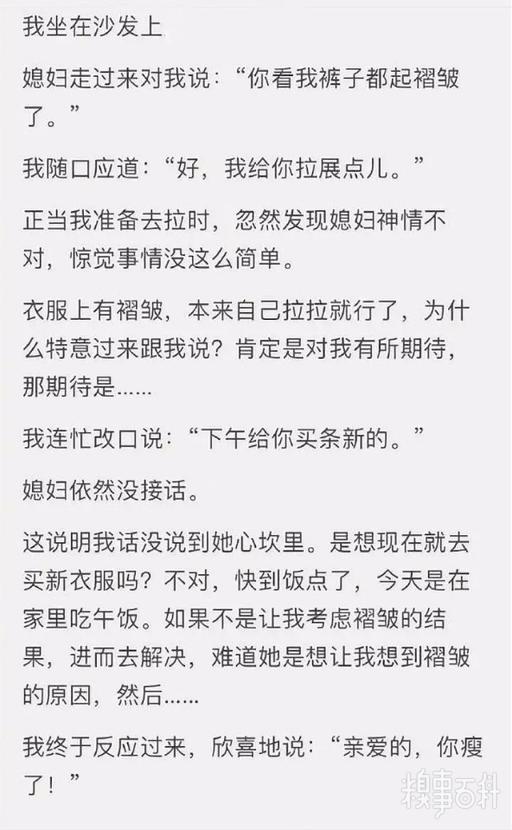 我坐在沙发上
媳妇走过来对我说：“你看我裤子都起褶皱
了。”
我随口应道：“好，我给你拉展点儿。”
正当我准备去拉时，忽然发现媳妇神情不
对，惊觉事情没这么简单。
衣服上有褶皱，本来自己拉拉就行了，为什
么特意过来跟我说？肯定是对我有所期待，
那期待是……
我连忙改口说：“下午给你买条新的。”
媳妇依然没接话。
这说明我话没说到她心坎里。是想现在就去
买新衣服吗？不对，快到饭点了，今天是在
家里吃午饭。如果不是让我考虑褶皱的结
果，进而去解决，难道她是想让我想到褶皱
的原因，然后……
我终于反应过来，欣喜地说：“亲爱的，你瘦
了！”
糗事百科